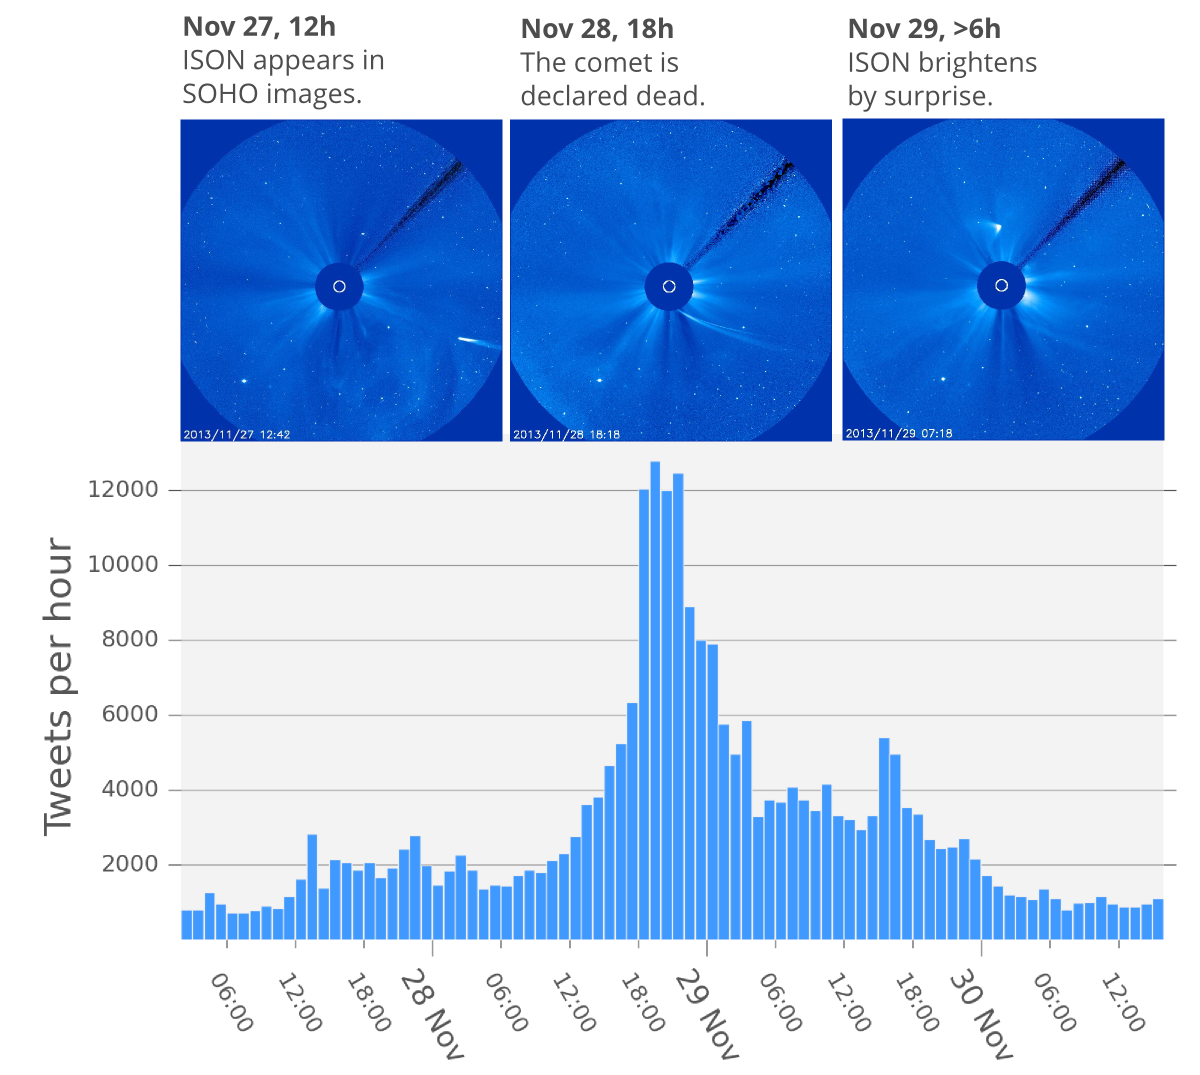 Nov 27, 12h
ISON appears in
SOHO images.
Nov 28, 18h
The comet is
declared dead.
Nov 29, >6h
ISON brightens
by surprise.
2013/11/27 12:42
2013/11/28 18:18
2013/11/29 07:18
Tweets per hour
12000
10000
8000
6000
4000
2000
06:00
12:00
18:00
28 Nov
06:00
12:00
18:00
29 Nov
06:00
12:00
18:00
30 Nov
06:00
12:00